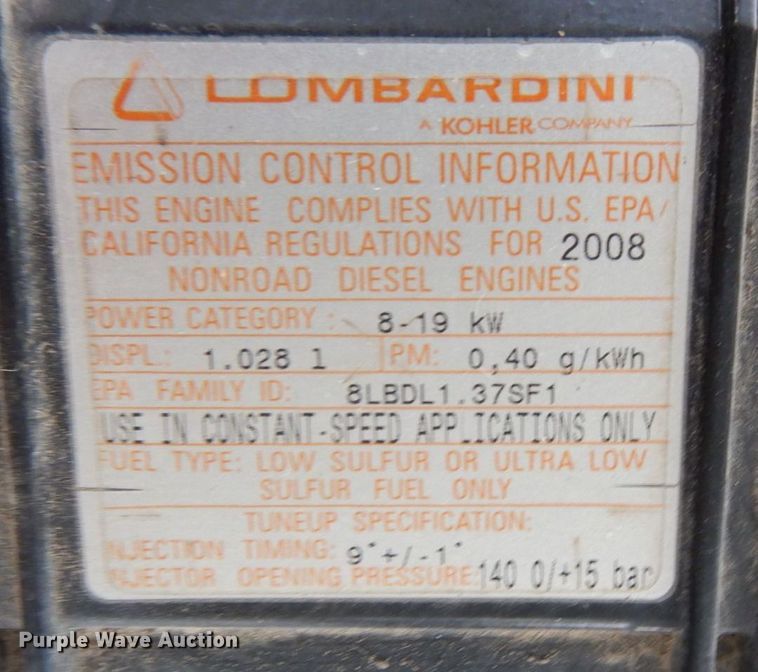 LOMBARDINI
A KOHLER COMPANY
EMISSION CONTROL INFORMATION
THIS ENGINE COMPLIES WITH U.S. EPA/
CALIFORNIA REGULATIONS FOR 2008
NONROAD DIESEL ENGINES
POWER CATEGORY : 8-19 kW
DISPL.: 1.028 l PM: 0,40 g/kWh
EPA FAMILY ID: 8LBDL1.37SF1
USE IN CONSTANT-SPEED APPLICATIONS ONLY
FUEL TYPE: LOW SULFUR OR ULTRA LOW
SULFUR FUEL ONLY
TUNEUP SPECIFICATION:
INJECTION TIMING: 9°+/-1°
INJECTOR OPENING PRESSURE: 140 0/+15 bar
Purple Wave Auction